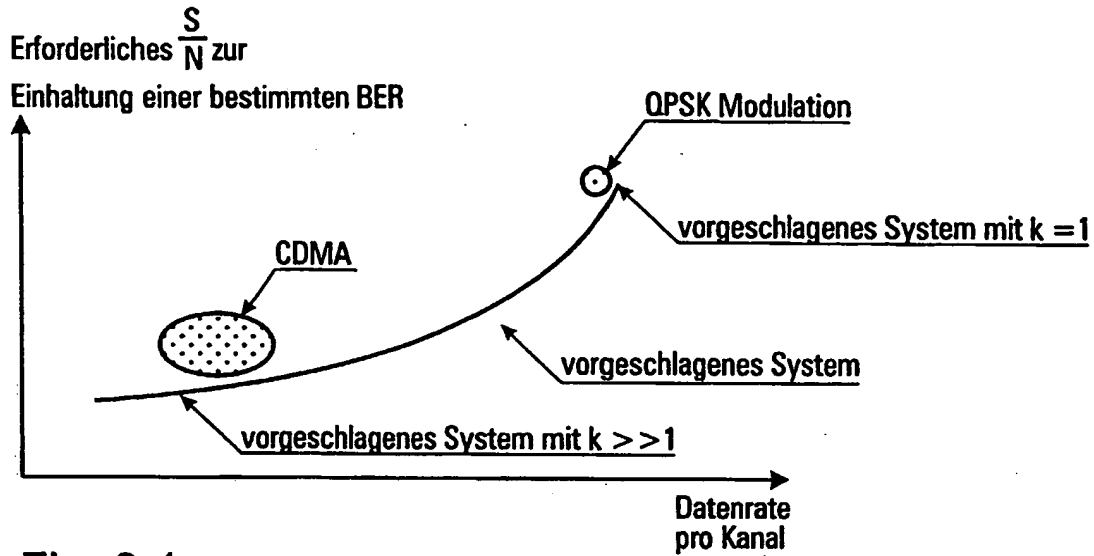 Erforderliches S/N zur
Einhaltung einer bestimmten BER
QPSK Modulation
vorgeschlagenes System mit k = 1
CDMA
vorgeschlagenes System
vorgeschlagenes System mit k >>1
Datenrate
pro Kanal